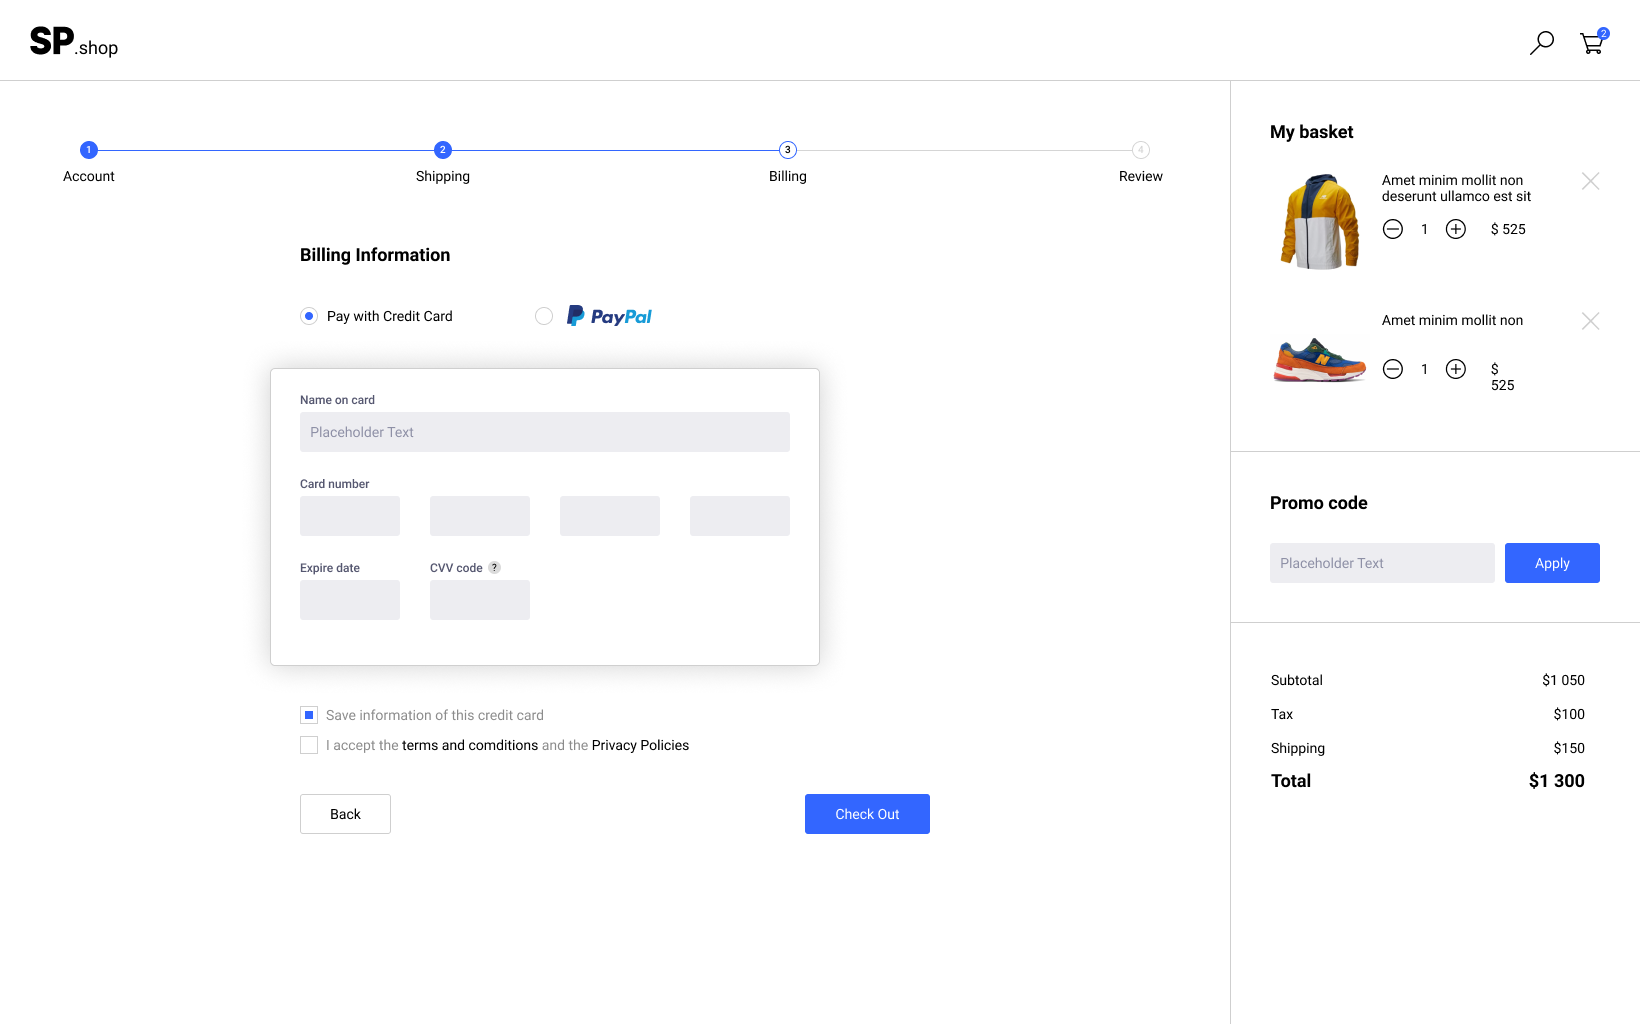 SP.shop
2
1
2
3
4
Account
Shipping
Billing
Review
Billing Information
Pay with Credit Card
PayPal
Name on card
Placeholder Text
Card number
Expire date
CVV code ?
Save information of this credit card
I accept the terms and comditions and the Privacy Policies
Back
Check Out
My basket
Amet minim mollit non
deserunt ullamco est sit
1
$ 525
Amet minim mollit non
N
1
$
525
Promo code
Placeholder Text
Apply
Subtotal
$1 050
Tax
$100
Shipping
$150
Total
$1 300